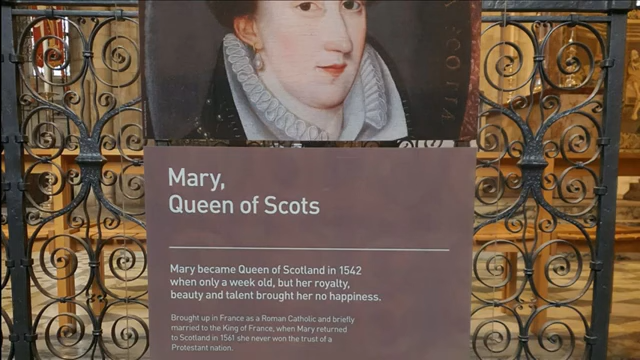 SCOTIA
Mary,
Queen of Scots
Mary became Queen of Scotland in 1542
when only a week old, but her royalty,
beauty and talent brought her no happiness.
Brought up in France as a Roman Catholic and briefly
married to the King of France, when Mary returned
to Scotland in 1561 she never won the trust of a
Protestant nation.